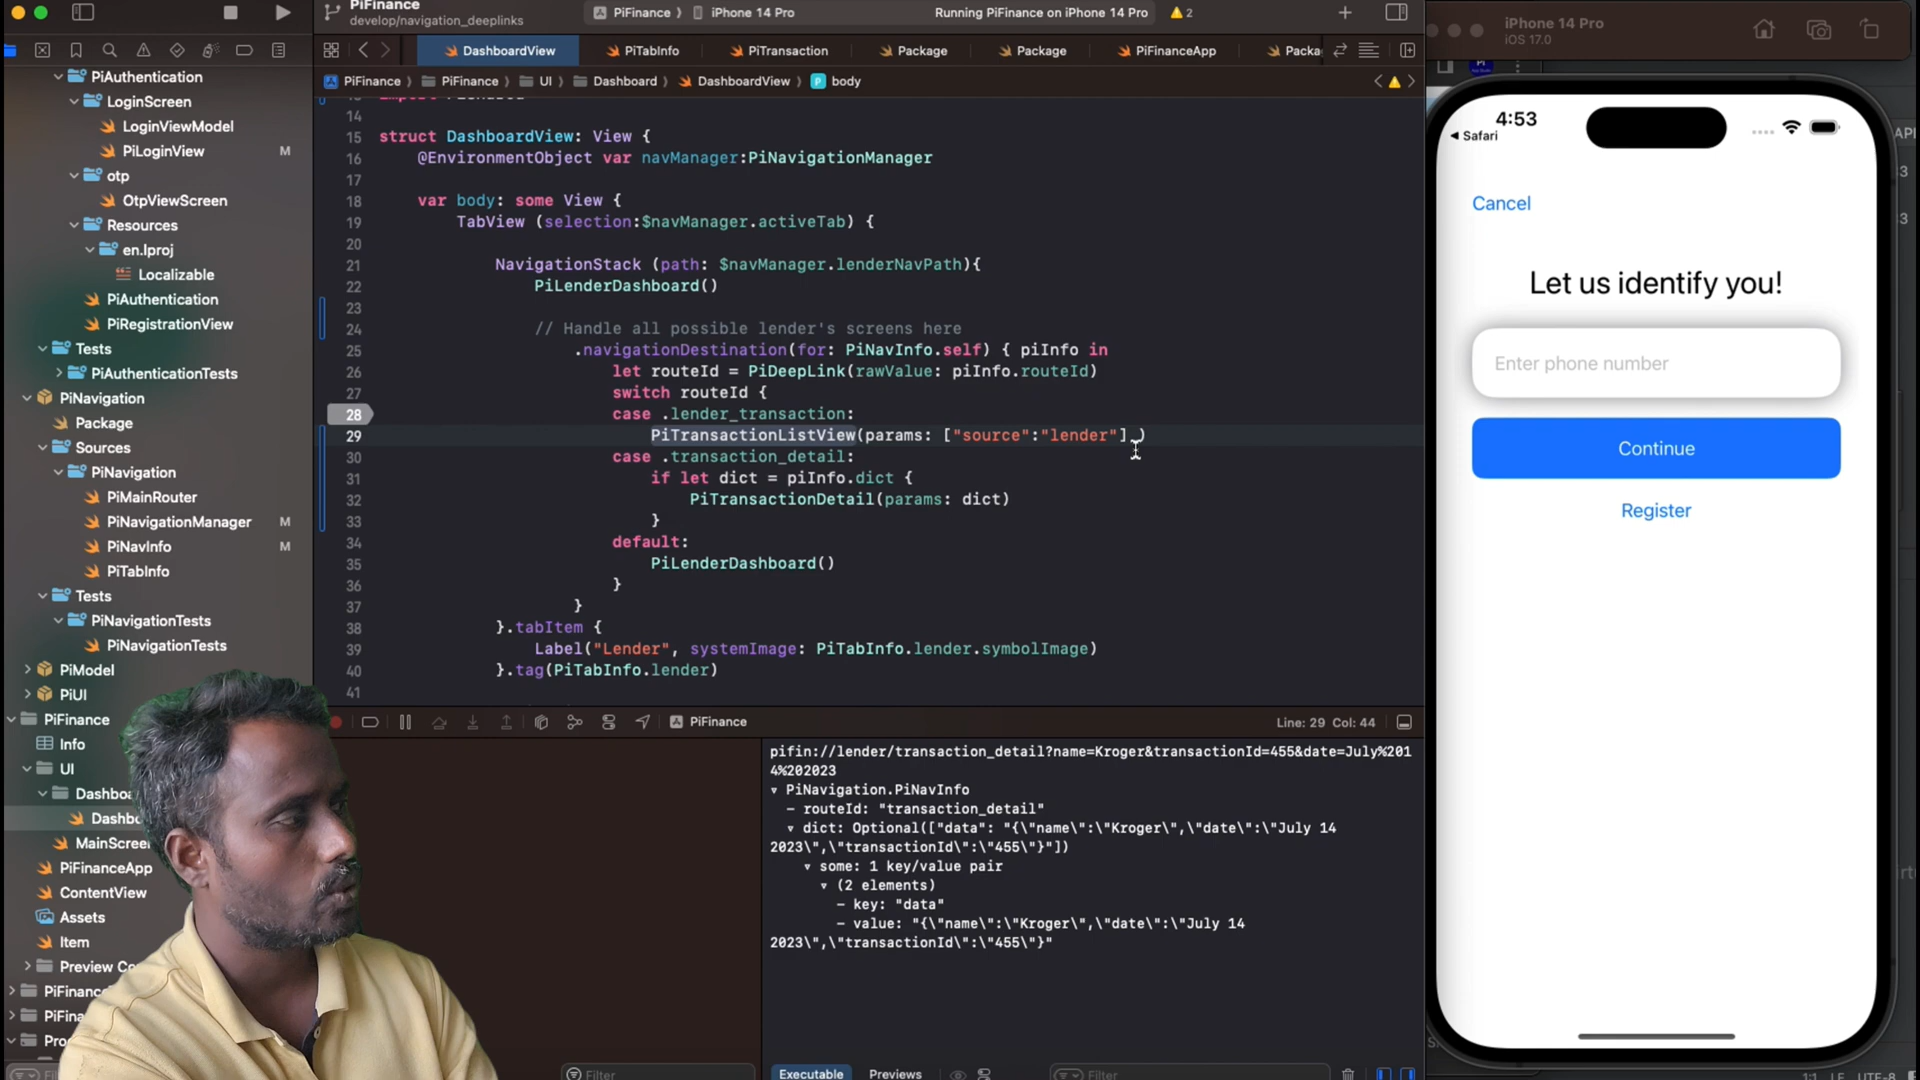 PiFinance
develop/navigation_deeplinks
PiFinance
iPhone 14 Pro
Running PiFinance on iPhone 14 Pro
2
DashboardView
PiTabInfo
PiTransaction
Package
Package
PiFinanceApp
Packa
PiFinance
PiFinance
UI
Dashboard
DashboardView
body
PiAuthentication
LoginScreen
LoginViewModel
PiLoginView M
otp
OtpViewScreen
Resources
en.lproj
Localizable
PiAuthentication
PiRegistrationView
Tests
PiAuthenticationTests
PiNavigation
Package
Sources
PiNavigation
PiMainRouter
PiNavigationManager M
PiNavInfo M
PiTabInfo
Tests
PiNavigationTests
PiNavigationTests
PiModel
PiUI
PiFinance
Info
UI
Dashboa
Dashbo
MainScree
PiFinanceApp
ContentView
Assets
Item
Preview Co
PiFinanc
PiFina
Pro
14
15 struct DashboardView: View {
16 @EnvironmentObject var navManager:PiNavigationManager
17
18 var body: some View {
19 TabView (selection:$navManager.activeTab) {
20
21 NavigationStack (path: $navManager.lenderNavPath){
22 PiLenderDashboard()
23
24 // Handle all possible lender's screens here
25 .navigationDestination(for: PiNavInfo.self) { piInfo in
26 let routeId = PiDeepLink(rawValue: piInfo.routeId)
27 switch routeId {
28 case .lender_transaction:
29 PiTransactionListView(params: ["source":"lender"] )
30 case .transaction_detail:
31 if let dict = piInfo.dict {
32 PiTransactionDetail(params: dict)
33 }
34 default:
35 PiLenderDashboard()
36 }
37 }
38 }.tabItem {
39 Label("Lender", systemImage: PiTabInfo.lender.symbolImage)
40 }.tag(PiTabInfo.lender)
41
PiFinance
Line: 29 Col: 44
pifin://lender/transaction_detail?name=Kroger&transactionId=455&date=July%201
4%202023
PiNavigation.PiNavInfo
- routeId: "transaction_detail"
dict: Optional(["data": "{\"name\":\"Kroger\",\"date\":\"July 14
2023\",\"transactionId\":\"455\"}"])
some: 1 key/value pair
(2 elements)
- key: "data"
- value: "{\"name\":\"Kroger\",\"date\":\"July 14
2023\",\"transactionId\":\"455\"}"
Filter
Executable
Previews
Filter
iPhone 14 Pro
iOS 17.0
4:53
Safari
Cancel
Let us identify you!
Enter phone number
Continue
Register